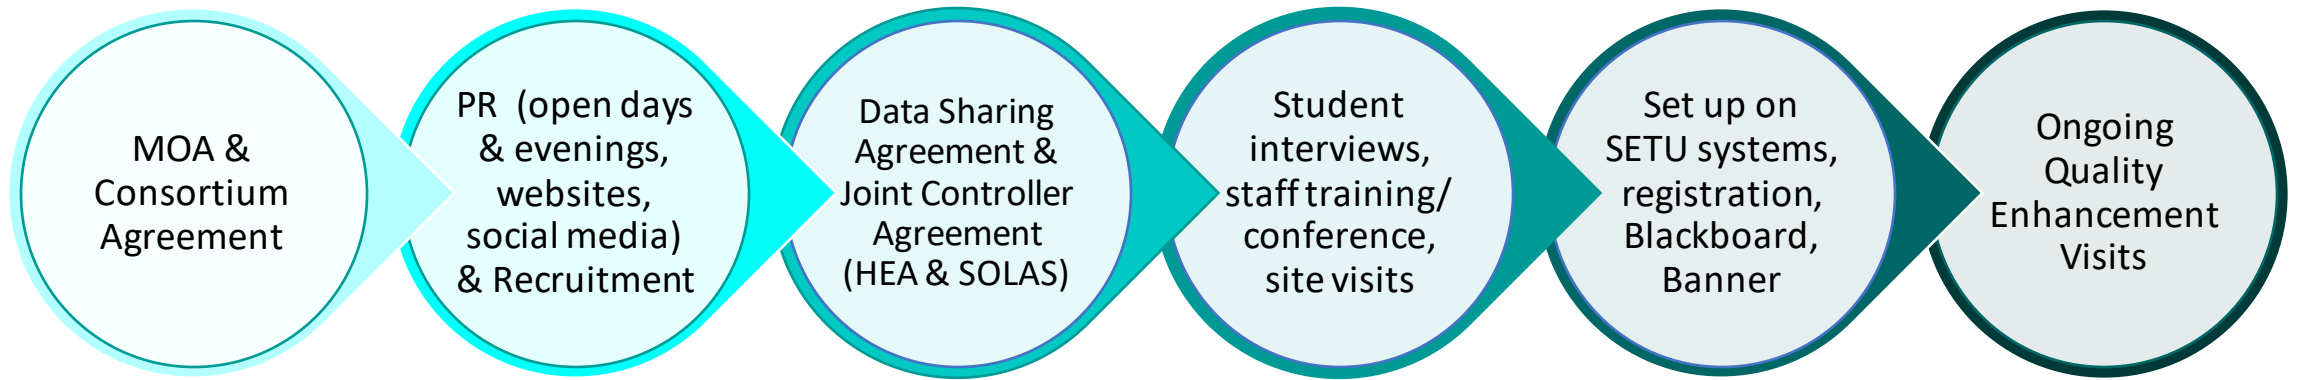 MOA &
Consortium
Agreement
PR (open days
& evenings,
websites,
social media)
& Recruitment
Data Sharing
Agreement &
Joint Controller
Agreement
(HEA & SOLAS)
Student
interviews,
staff training/
conference,
site visits
Set up on
SETU systems,
registration,
Blackboard,
Banner
Ongoing
Quality
Enhancement
Visits